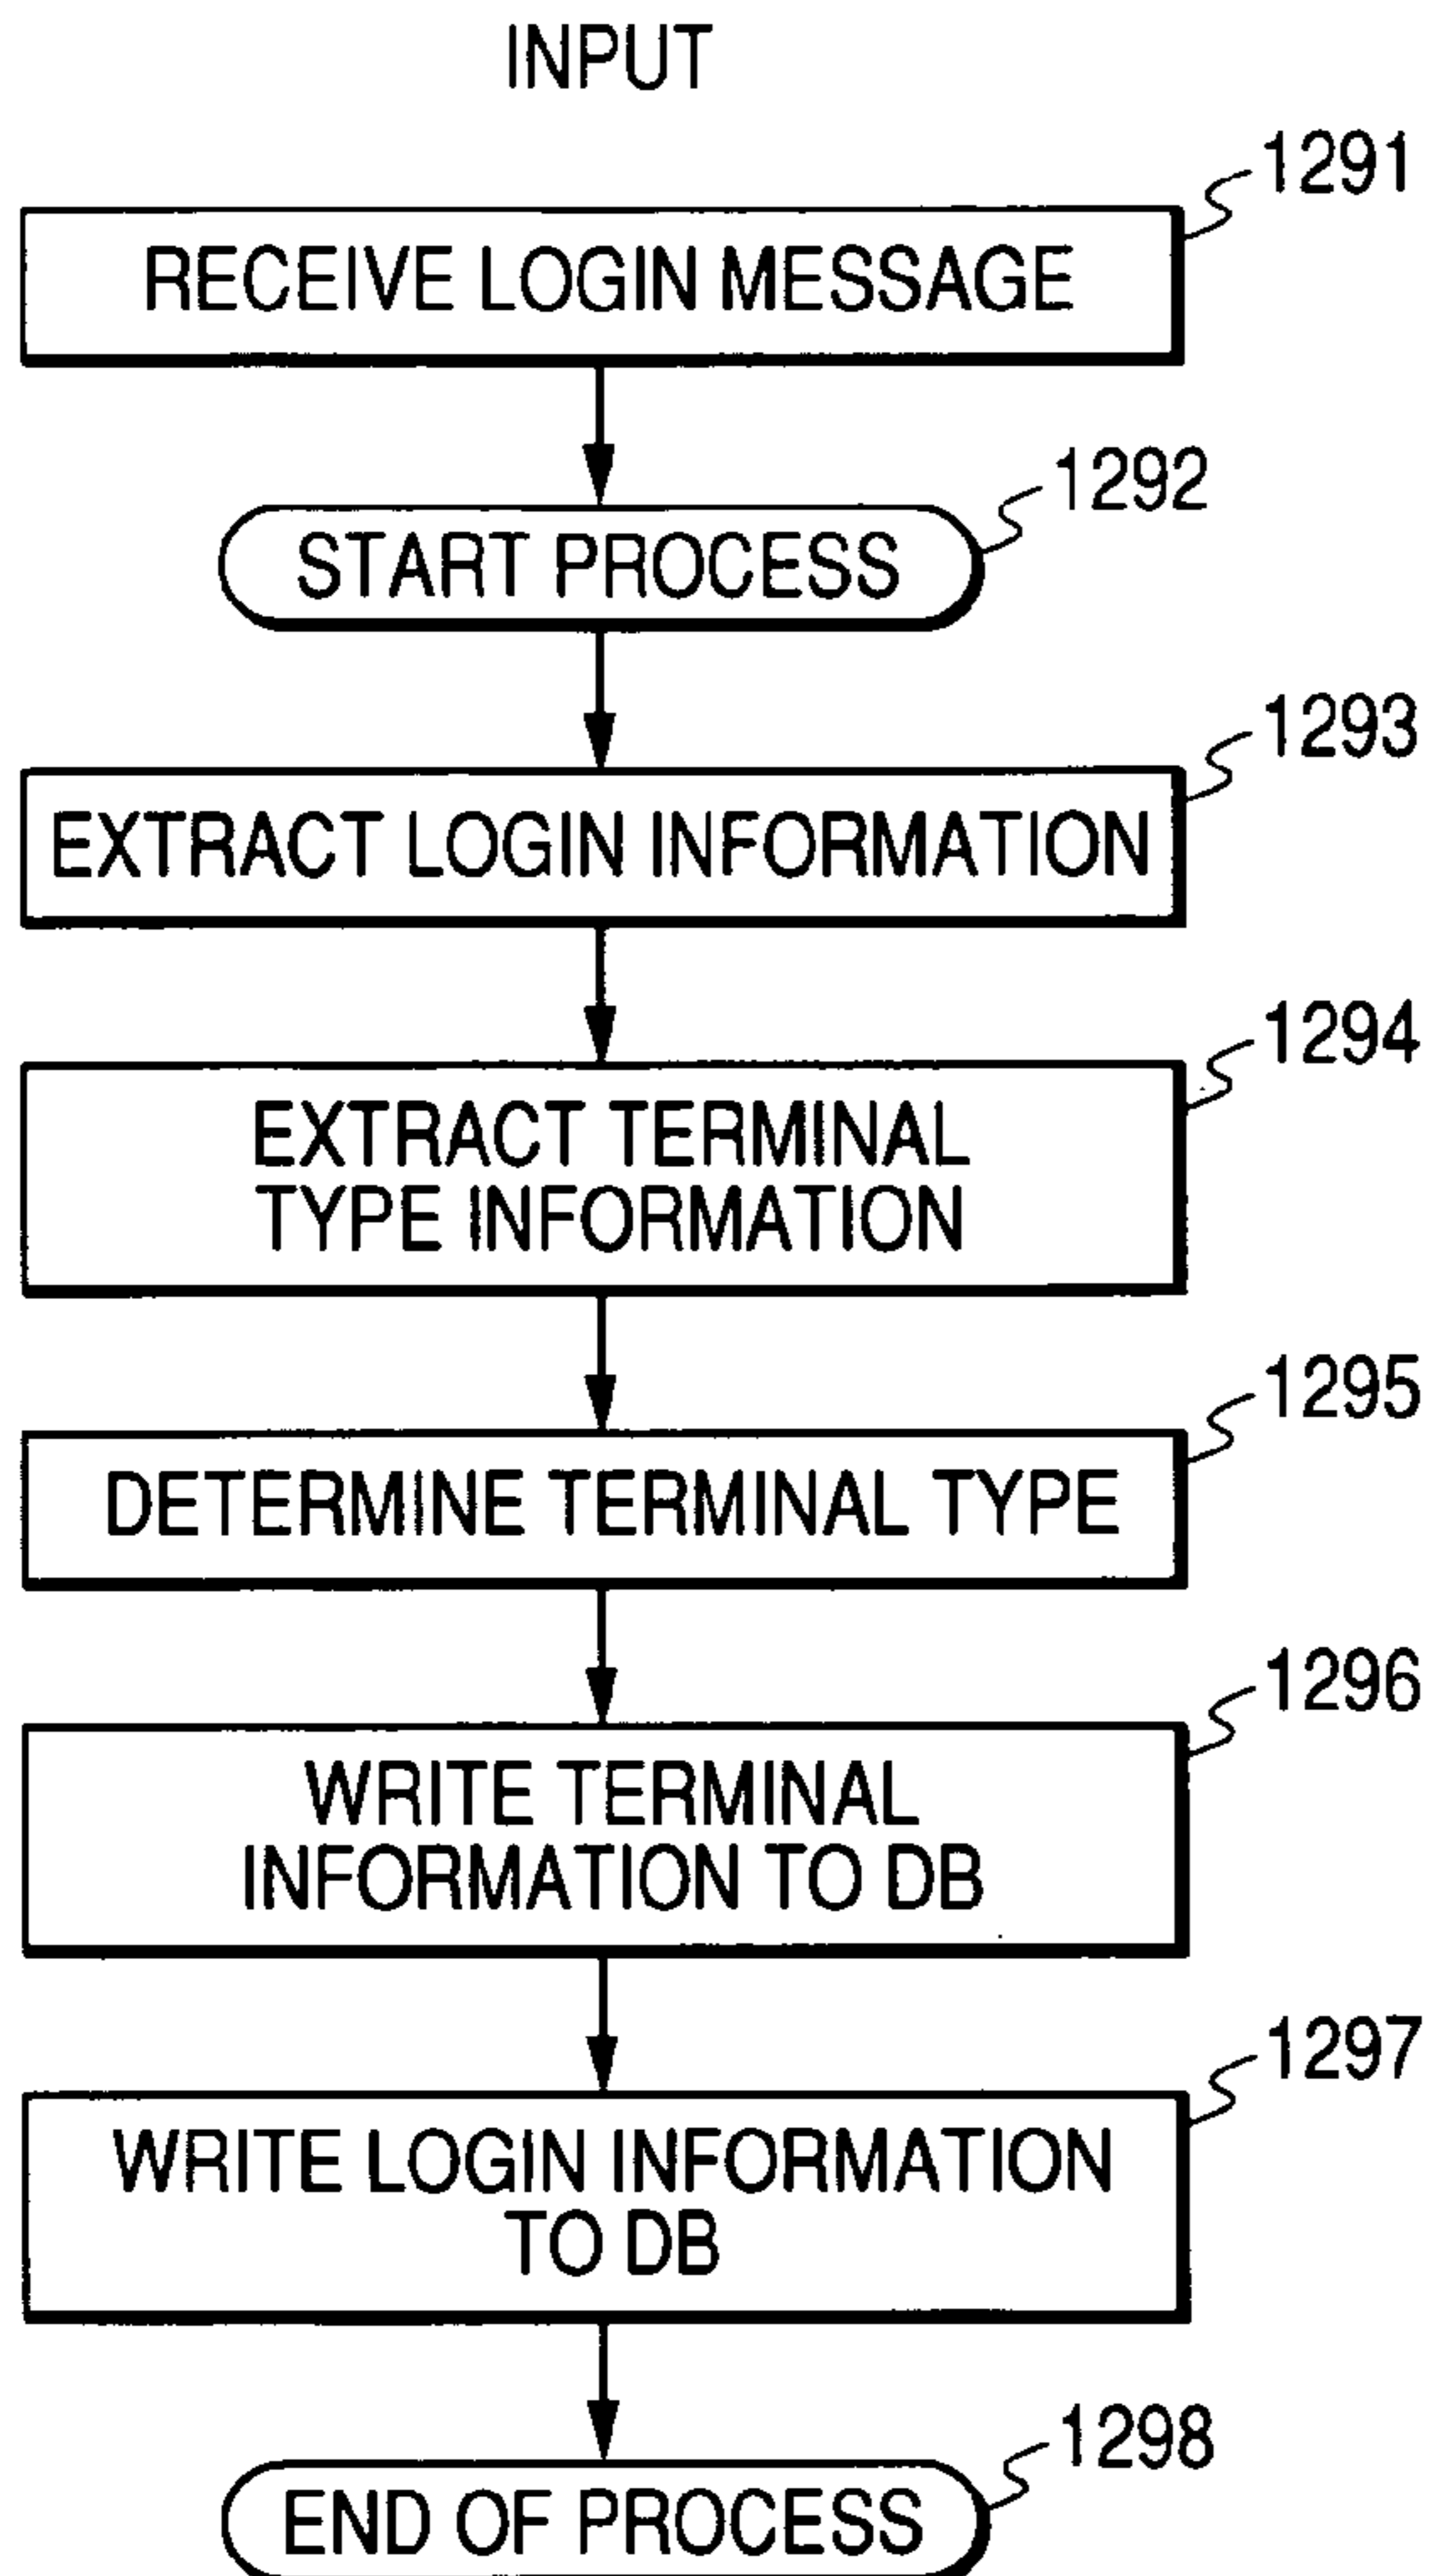 INPUT
1291
RECEIVE LOGIN MESSAGE
1292
START PROCESS
1293
EXTRACT LOGIN INFORMATION
1294
EXTRACT TERMINAL
TYPE INFORMATION
1295
DETERMINE TERMINAL TYPE
1296
WRITE TERMINAL
INFORMATION TO DB
1297
WRITE LOGIN INFORMATION
TO DB
1298
END OF PROCESS